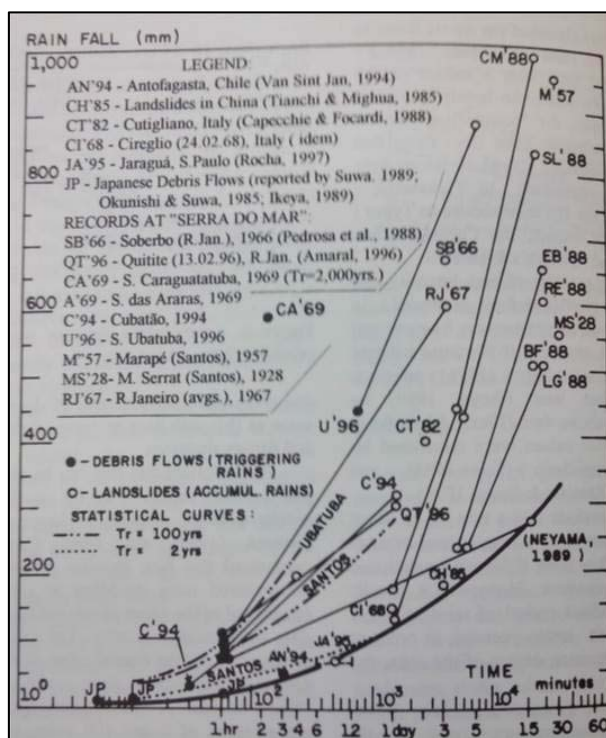 RAIN FALL (mm)
1,000
LEGEND:
AN'94 - Antofagasta, Chile (Van Sint Jan, 1994)
CH'85 - Landslides in China (Tianchi & Mighua, 1985)
CT'82 - Cutigliano, Italy (Capecchie & Focardi, 1988)
CI'68 - Cireglio (24.02.68), Italy ( idem)
JA'95 - Jaraguá, S.Paulo (Rocha, 1997)
JP - Japanese Debris Flows (reported by Suwa. 1989;
Okunishi & Suwa, 1985; Ikeya, 1989)
RECORDS AT "SERRA DO MAR":
SB'66 - Soberbo (R.Jan.), 1966 (Pedrosa et al., 1988)
QT'96 - Quitite (13.02.96), R.Jan. (Amaral, 1996)
CA'69 - S. Caraguatatuba, 1969 (Tr=2,000yrs.)
A'69 - S. das Araras, 1969
C'94 - Cubatão, 1994
U'96 - S. Ubatuba, 1996
M'57 - Marapé (Santos), 1957
MS'28- M. Serrat (Santos), 1928
RJ'67 - R.Janeiro (avgs.), 1967
800
600
400
200
CM'88
M'57
SL'88
SB'66
EB'88
RJ'67
RE'88
CA'69
MS'28
BF'88
LG'88
U'96
CT'82
● - DEBRIS FLOWS (TRIGGERING
RAINS )
○ - LANDSLIDES (ACCUMUL. RAINS)
STATISTICAL CURVES :
Tr = 100 yrs
Tr = 2 yrs
C'94
QT'96
UBATUBA
SANTOS
(NEYAMA,
1989)
CH'85
CI'68
C'94
JA'95
SANTOS
AN'94
JP
JP
JP
TIME
minutes
10⁰
10²
10³
10⁴
1hr 2 3 4 6 12 1day 3 5 15 30 60